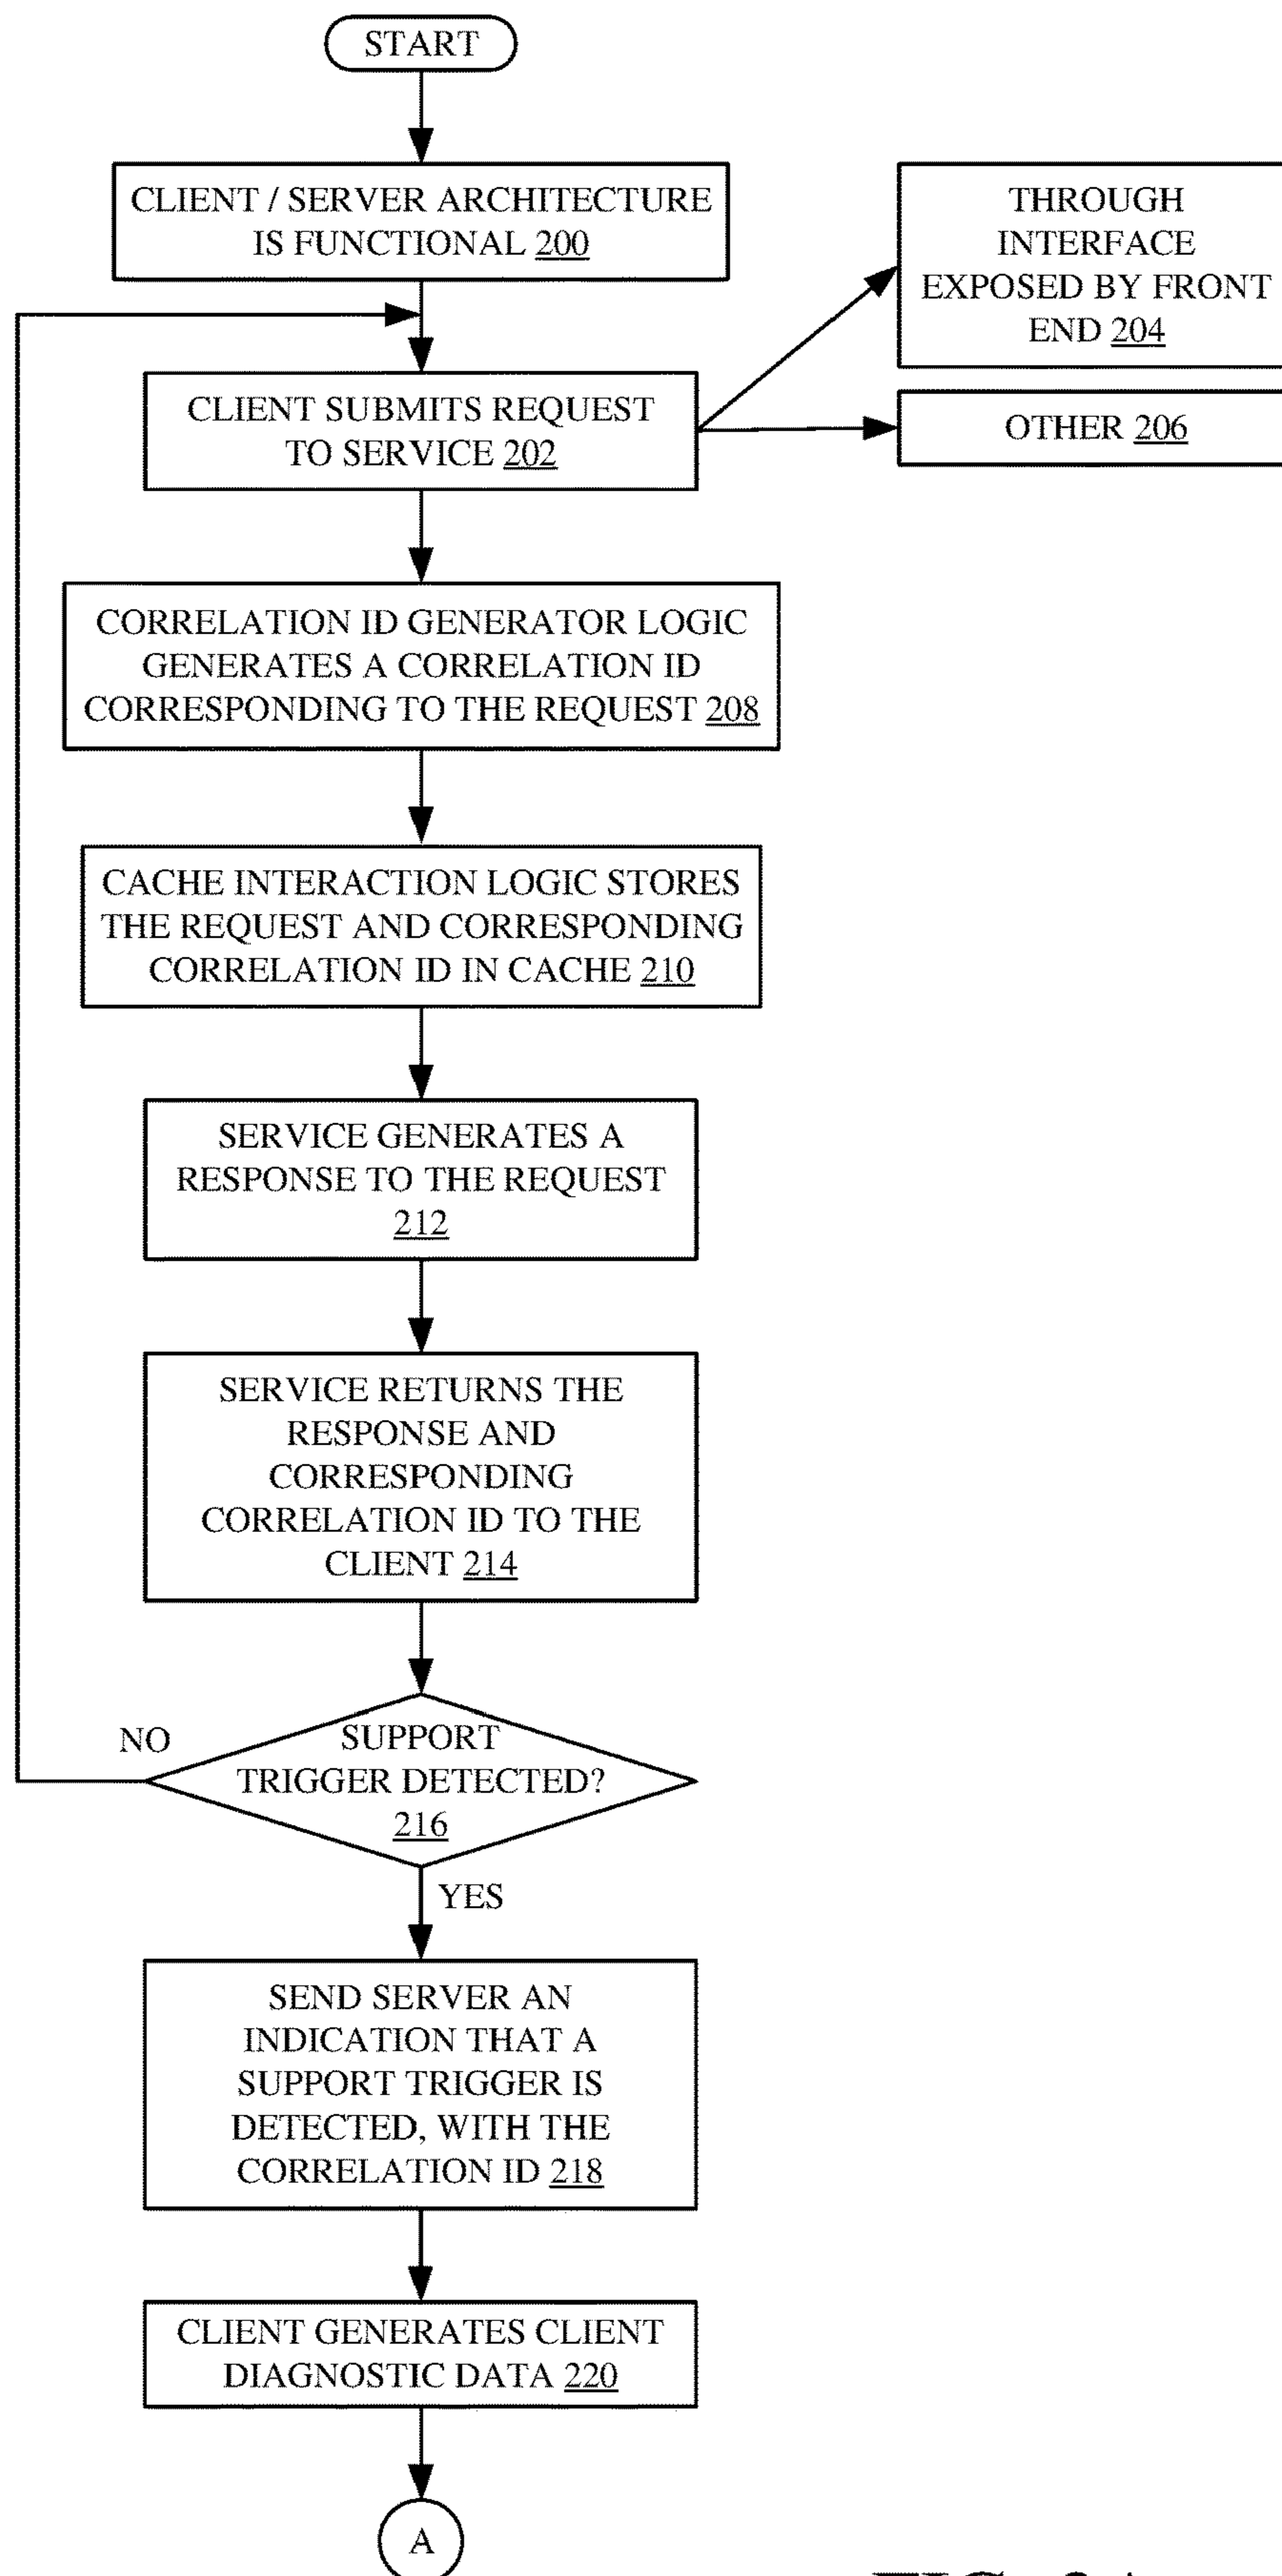 START
CLIENT / SERVER ARCHITECTURE
IS FUNCTIONAL 200
THROUGH
INTERFACE
EXPOSED BY FRONT
END 204
CLIENT SUBMITS REQUEST
TO SERVICE 202
OTHER 206
CORRELATION ID GENERATOR LOGIC
GENERATES A CORRELATION ID
CORRESPONDING TO THE REQUEST 208
CACHE INTERACTION LOGIC STORES
THE REQUEST AND CORRESPONDING
CORRELATION ID IN CACHE 210
SERVICE GENERATES A
RESPONSE TO THE REQUEST
212
SERVICE RETURNS THE
RESPONSE AND
CORRESPONDING
CORRELATION ID TO THE
CLIENT 214
NO
SUPPORT
TRIGGER DETECTED?
216
YES
SEND SERVER AN
INDICATION THAT A
SUPPORT TRIGGER IS
DETECTED, WITH THE
CORRELATION ID 218
CLIENT GENERATES CLIENT
DIAGNOSTIC DATA 220
A